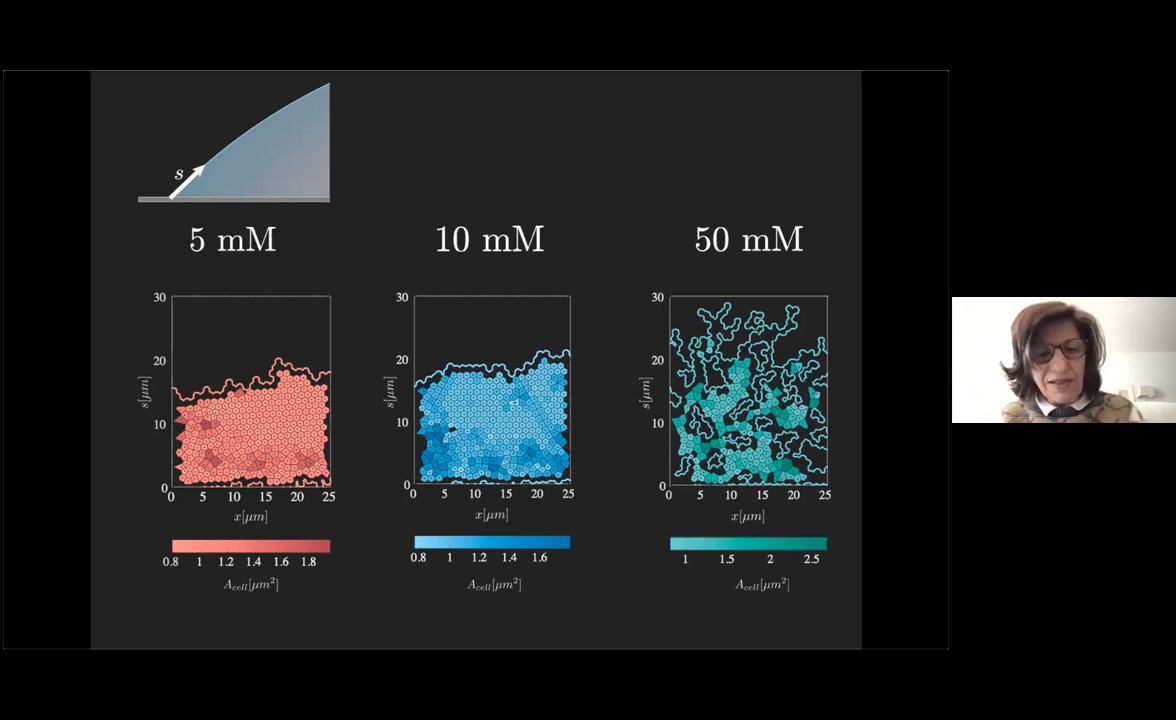 s
5 mM
10 mM
50 mM
30
20
10
0
s[μm]
0 5 10 15 20 25
x[μm]
0.8 1 1.2 1.4 1.6 1.8
A_cell[μm²]
30
20
10
0
s[μm]
0 5 10 15 20 25
x[μm]
0.8 1 1.2 1.4 1.6
A_cell[μm²]
30
20
10
0
s[μm]
0 5 10 15 20 25
x[μm]
1 1.5 2 2.5
A_cell[μm²]